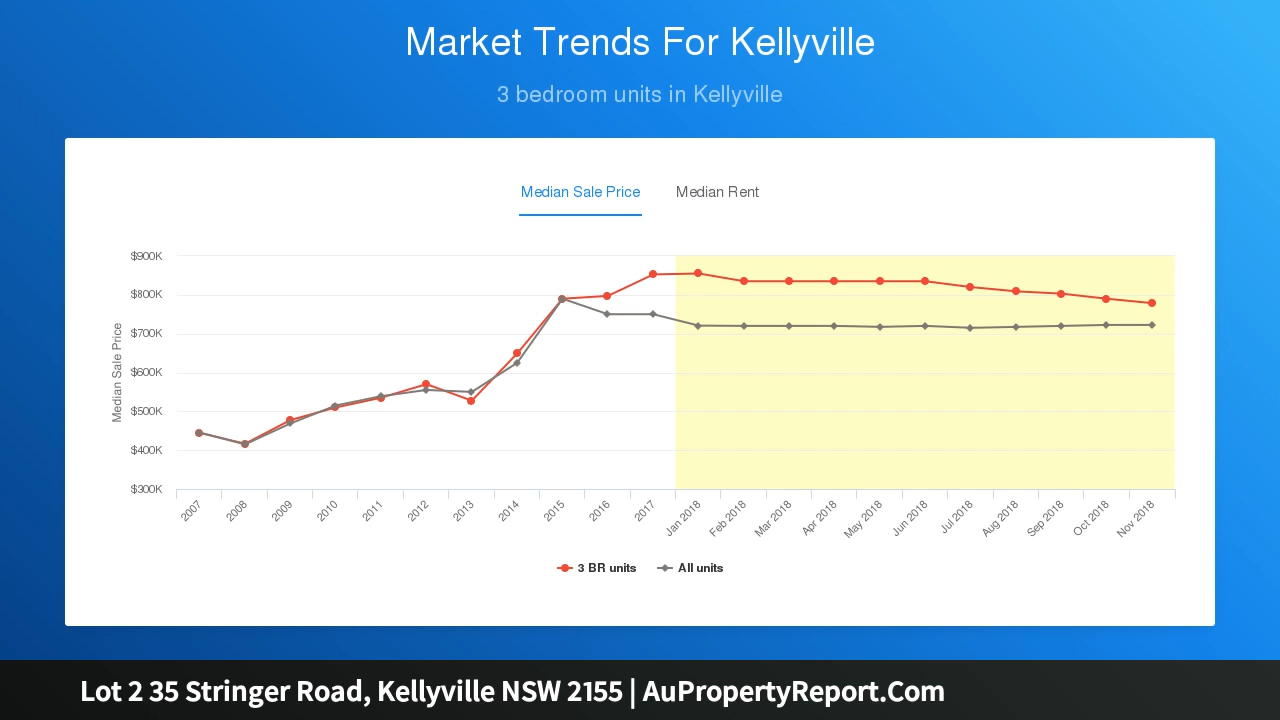 Market Trends For Kellyville
3 bedroom units in Kellyville
Median Sale Price Median Rent
Median Sale Price
$900K
$800K
$700K
$600K
$500K
$400K
$300K
2007 2008 2009 2010 2011 2012 2013 2014 2015 2016 2017 Jan 2018 Feb 2018 Mar 2018 Apr 2018 May 2018 Jun 2018 Jul 2018 Aug 2018 Sep 2018 Oct 2018 Nov 2018
3 BR units All units
Lot 2 35 Stringer Road, Kellyville NSW 2155 | AuPropertyReport.Com